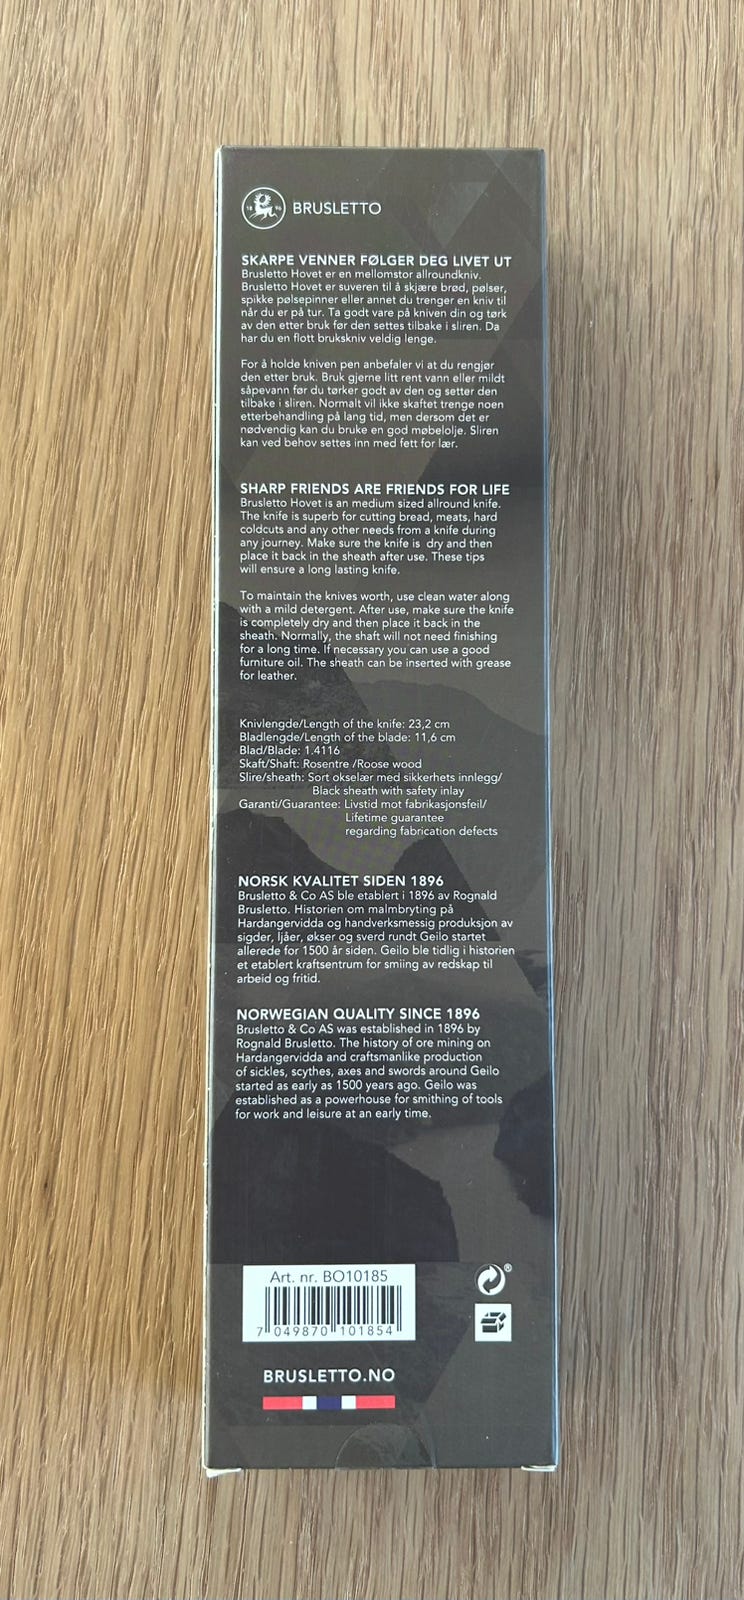 18 96
BRUSLETTO
SKARPE VENNER FØLGER DEG LIVET UT
Brusletto Hovet er en mellomstor allroundkniv.
Brusletto Hovet er suveren til å skjære brød, pølser,
spikke pølsepinner eller annet du trenger en kniv til
når du er på tur. Ta godt vare på kniven din og tørk
av den etter bruk før den settes tilbake i sliren. Da
har du en flott brukskniv veldig lenge.
For å holde kniven pen anbefaler vi at du rengjør
den etter bruk. Bruk gjerne litt rent vann eller mildt
såpevann før du tørker godt av den og setter den
tilbake i sliren. Normalt vil ikke skaftet trenge noen
etterbehandling på lang tid, men dersom det er
nødvendig kan du bruke en god møbelolje. Sliren
kan ved behov settes inn med fett for lær.
SHARP FRIENDS ARE FRIENDS FOR LIFE
Brusletto Hovet is an medium sized allround knife.
The knife is superb for cutting bread, meats, hard
coldcuts and any other needs from a knife during
any journey. Make sure the knife is dry and then
place it back in the sheath after use. These tips
will ensure a long lasting knife.
To maintain the knives worth, use clean water along
with a mild detergent. After use, make sure the knife
is completely dry and then place it back in the
sheath. Normally, the shaft will not need finishing
for a long time. If necessary you can use a good
furniture oil. The sheath can be inserted with grease
for leather.
Knivlengde/Length of the knife: 23,2 cm
Bladlengde/Length of the blade: 11,6 cm
Blad/Blade: 1.4116
Skaft/Shaft: Rosentre /Roose wood
Slire/sheath: Sort okselær med sikkerhets innlegg/
Black sheath with safety inlay
Garanti/Guarantee: Livstid mot fabrikasjonsfeil/
Lifetime guarantee
regarding fabrication defects
NORSK KVALITET SIDEN 1896
Brusletto & Co AS ble etablert i 1896 av Rognald
Brusletto. Historien om malmbryting på
Hardangervidda og handverksmessig produksjon av
sigder, ljåer, økser og sverd rundt Geilo startet
allerede for 1500 år siden. Geilo ble tidlig i historien
et etablert kraftsentrum for smiing av redskap til
arbeid og fritid.
NORWEGIAN QUALITY SINCE 1896
Brusletto & Co AS was established in 1896 by
Rognald Brusletto. The history of ore mining on
Hardangervidda and craftsmanlike production
of sickles, scythes, axes and swords around Geilo
started as early as 1500 years ago. Geilo was
established as a powerhouse for smithing of tools
for work and leisure at an early time.
Art. nr. BO10185
7 049870 101854
®
BRUSLETTO.NO